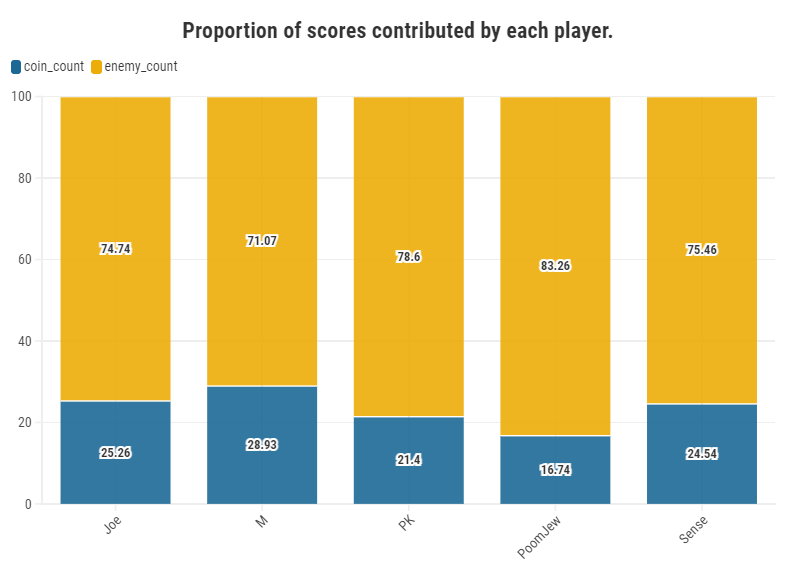 Proportion of scores contributed by each player.
coin_count enemy_count
100
80
60
40
20
0
74.74
71.07
78.6
83.26
75.46
25.26
28.93
21.4
16.74
24.54
Joe
M
PK
PoomJew
Sense